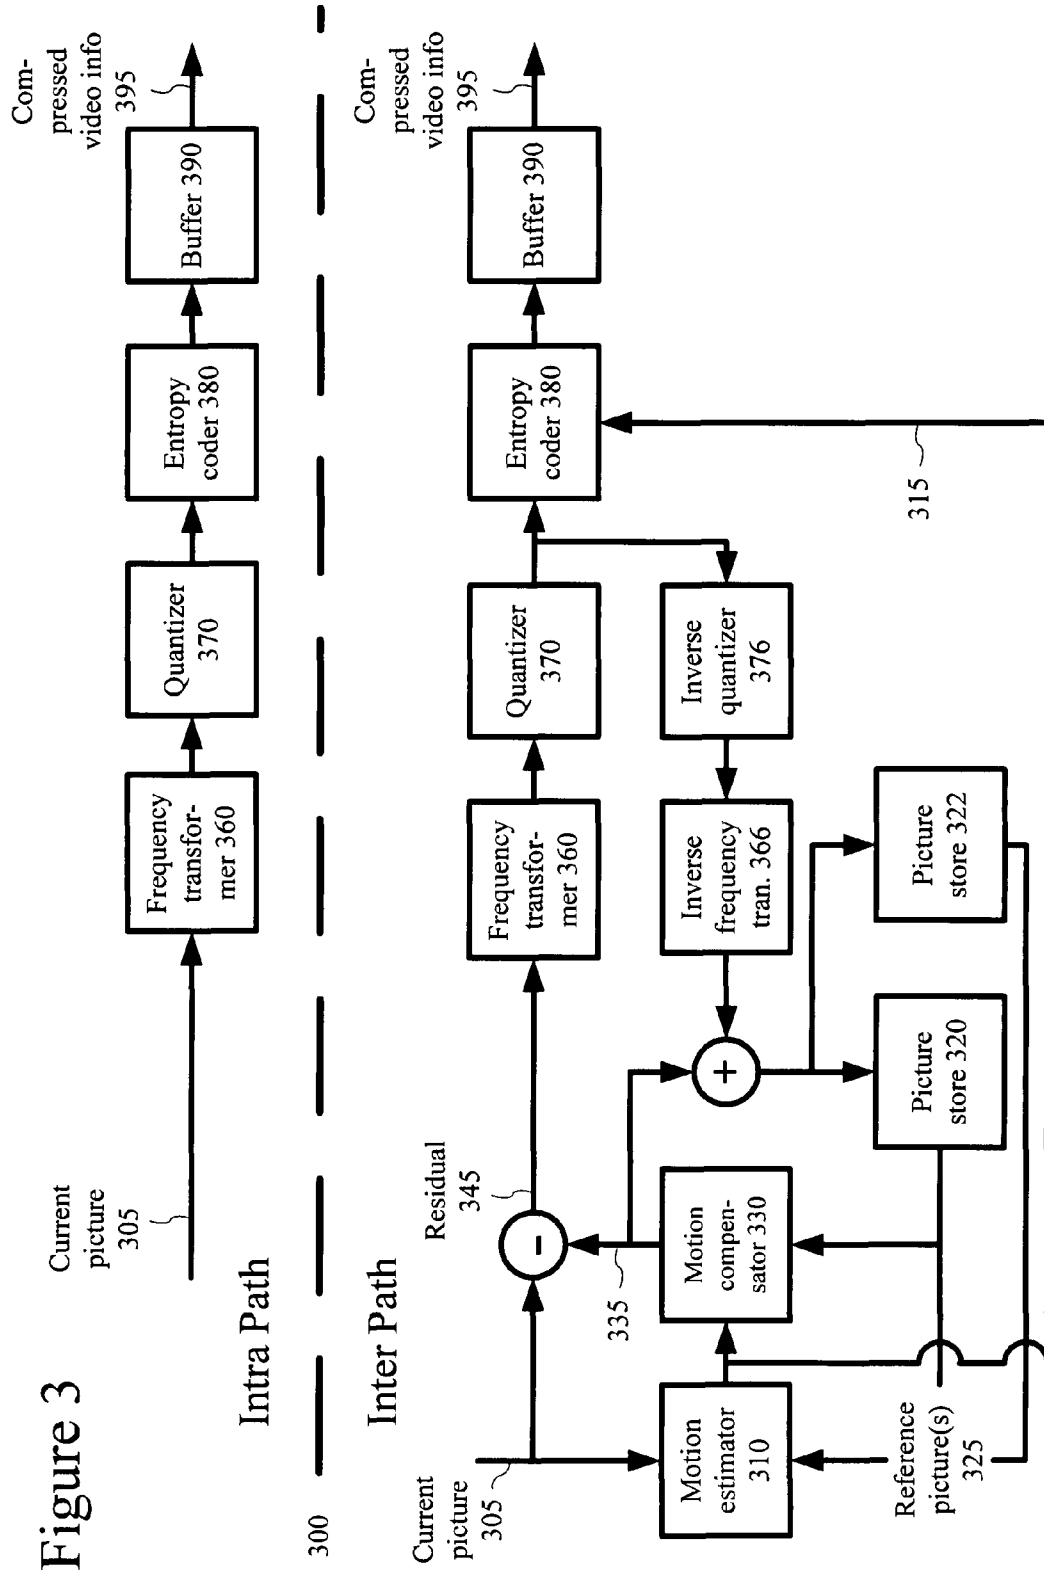 Figure 3
Current
picture
305
Frequency
transfor-
mer 360
Quantizer
370
Entropy
coder 380
Buffer 390
Com-
pressed
video info
395
Intra Path
300
Inter Path
Current
picture
305
Residual
345
-
Frequency
transfor-
mer 360
Quantizer
370
Entropy
coder 380
Buffer 390
Com-
pressed
video info
395
335
Motion
estimator
310
Motion
compen-
sator 330
+
Inverse
frequency
tran. 366
Inverse
quantizer
376
Reference
picture(s)
325
Picture
store 320
Picture
store 322
315